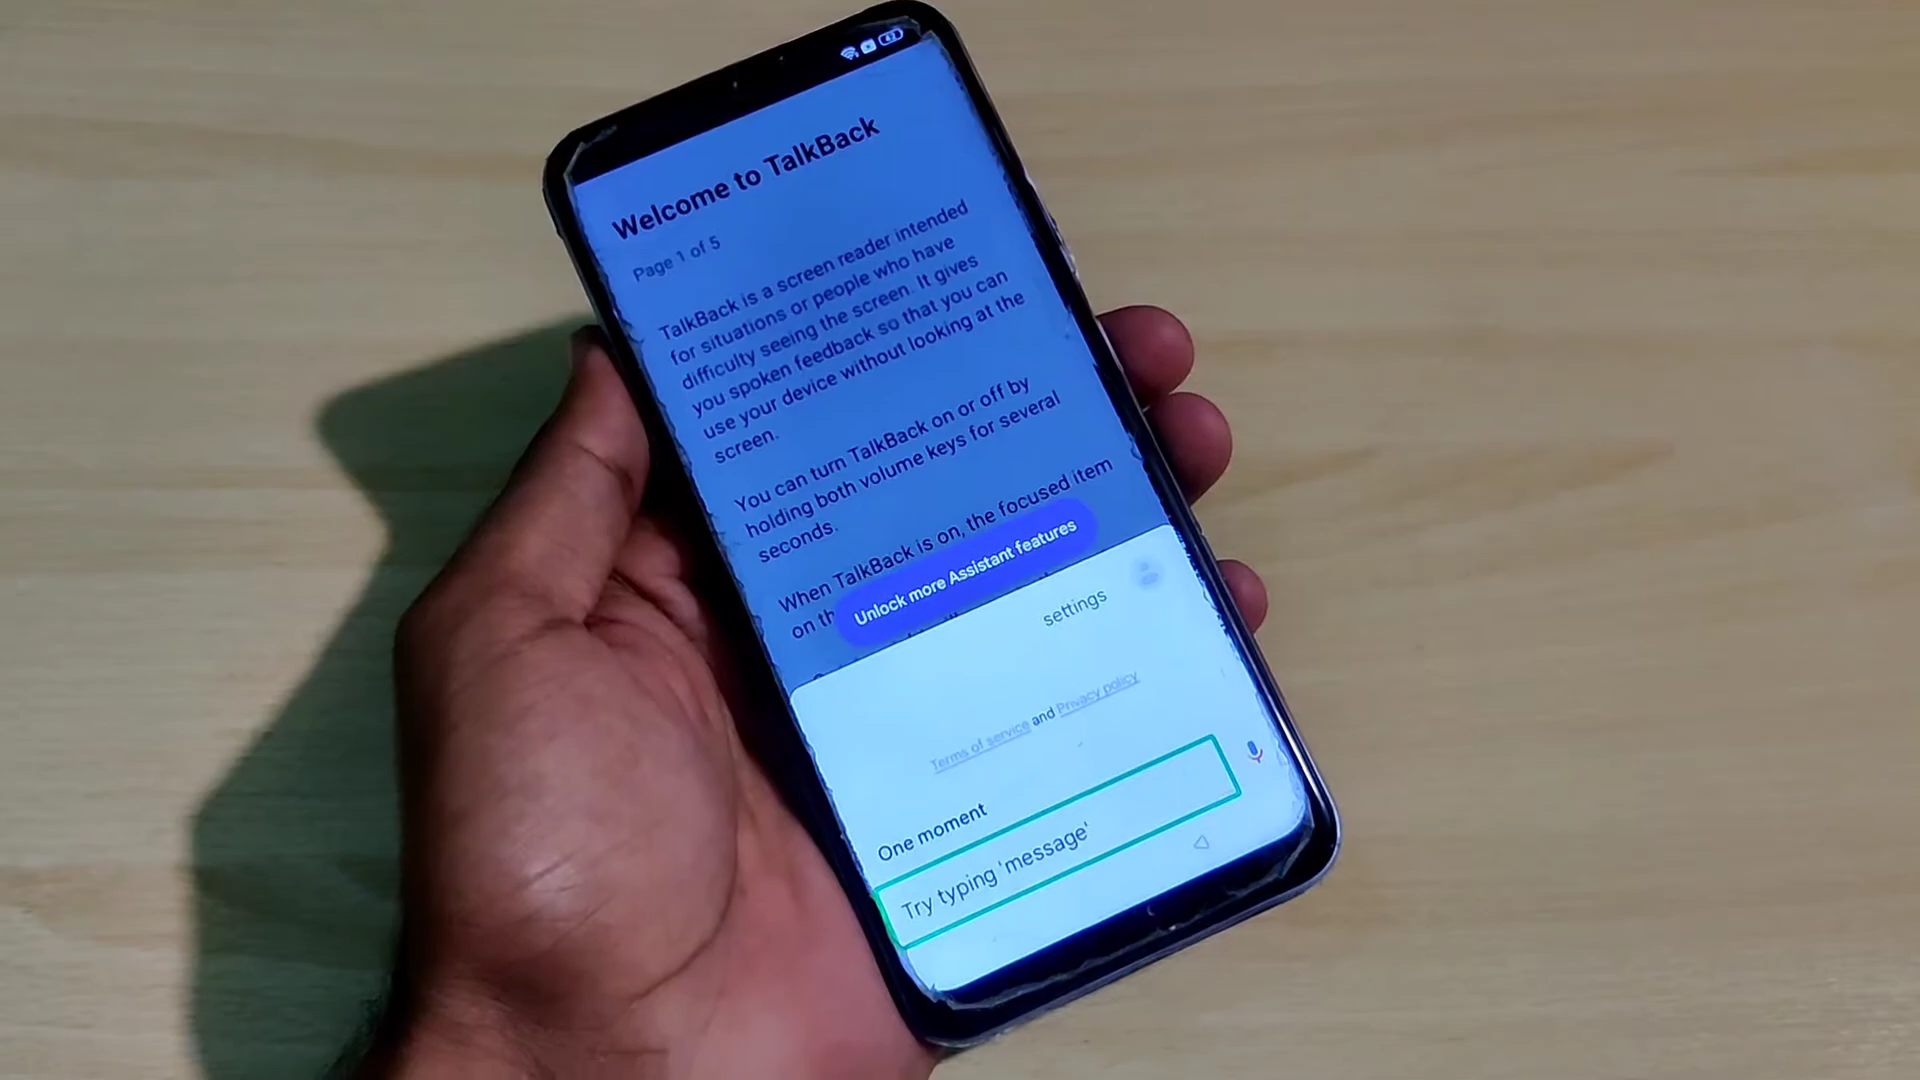 43
Welcome to TalkBack
Page 1 of 5
TalkBack is a screen reader intended
for situations or people who have
difficulty seeing the screen. It gives
you spoken feedback so that you can
use your device without looking at the
screen.
You can turn TalkBack on or off by
holding both volume keys for several
seconds.
When TalkBack is on, the focused item
on th
Unlock more Assistant features
settings
Terms of service and Privacy policy
One moment
Try typing 'message'